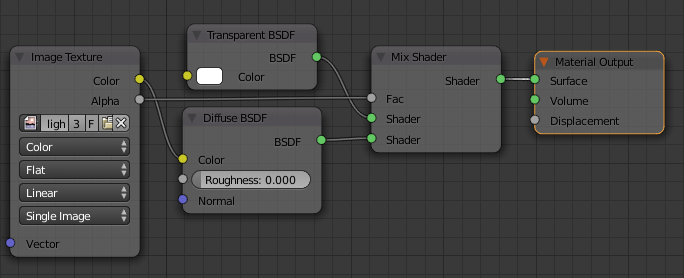 Image Texture
Color
Alpha
ligh 3 F
Color
Flat
Linear
Single Image
Vector
Transparent BSDF
BSDF
Color
Diffuse BSDF
BSDF
Color
Roughness: 0.000
Normal
Mix Shader
Shader
Fac
Shader
Shader
Material Output
Surface
Volume
Displacement